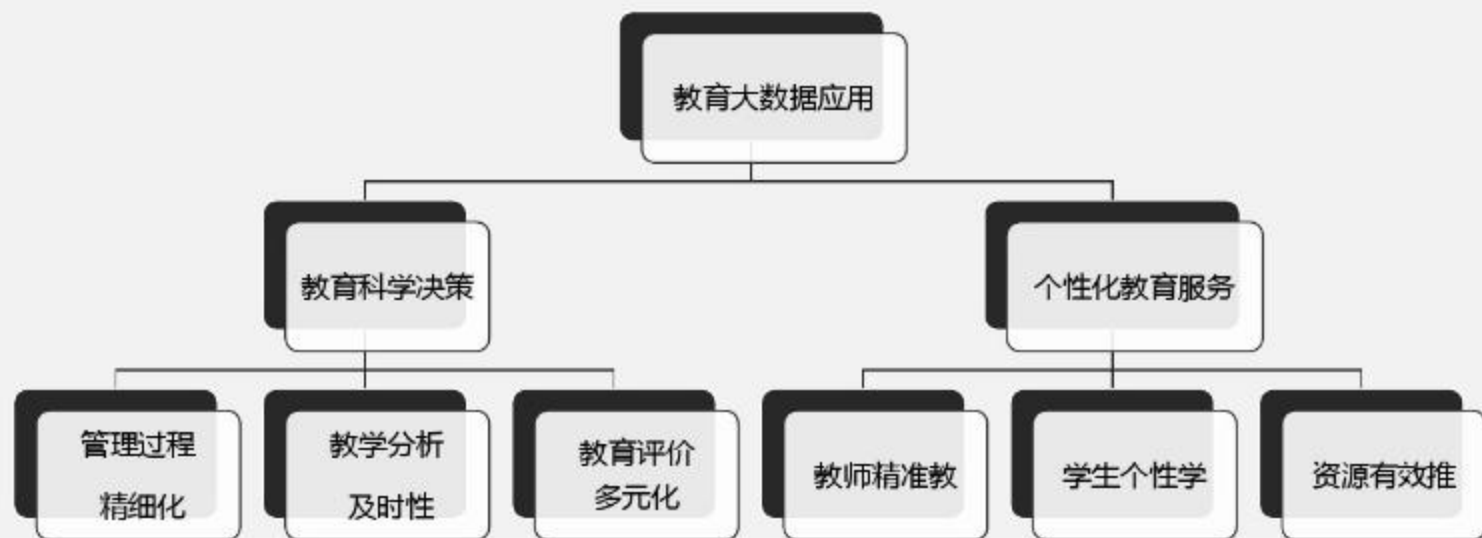 教育大数据应用
教育科学决策
个性化教育服务
管理过程
精细化
教学分析
及时性
教育评价
多元化
教师精准教
学生个性学
资源有效推